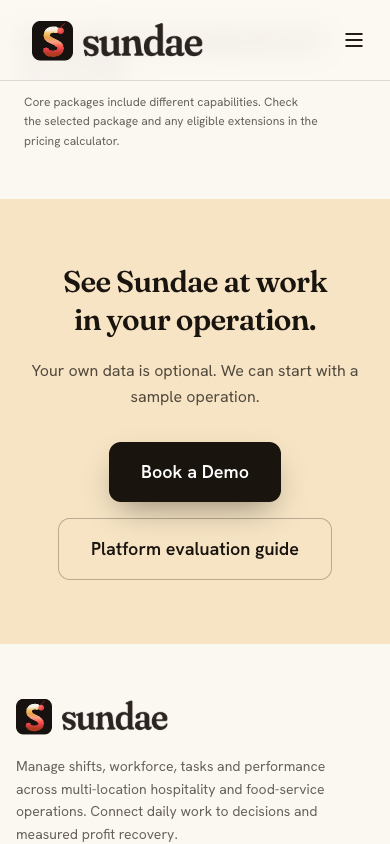 sundae
Core packages include different capabilities. Check
the selected package and any eligible extensions in the
pricing calculator.
See Sundae at work
in your operation.
Your own data is optional. We can start with a
sample operation.
Book a Demo
Platform evaluation guide
sundae
Manage shifts, workforce, tasks and performance
across multi-location hospitality and food-service
operations. Connect daily work to decisions and
measured profit recovery.